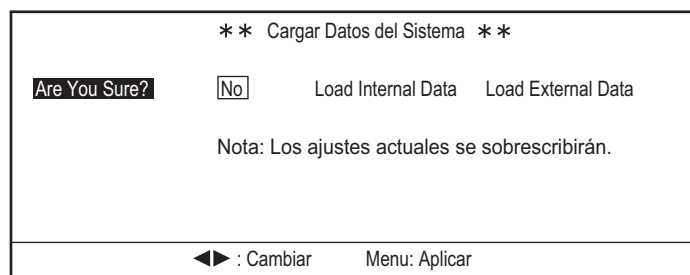 ** Cargar Datos del Sistema **
Are You Sure? No Load Internal Data Load External Data
Nota: Los ajustes actuales se sobrescribirán.
◀▶ : Cambiar Menu: Aplicar